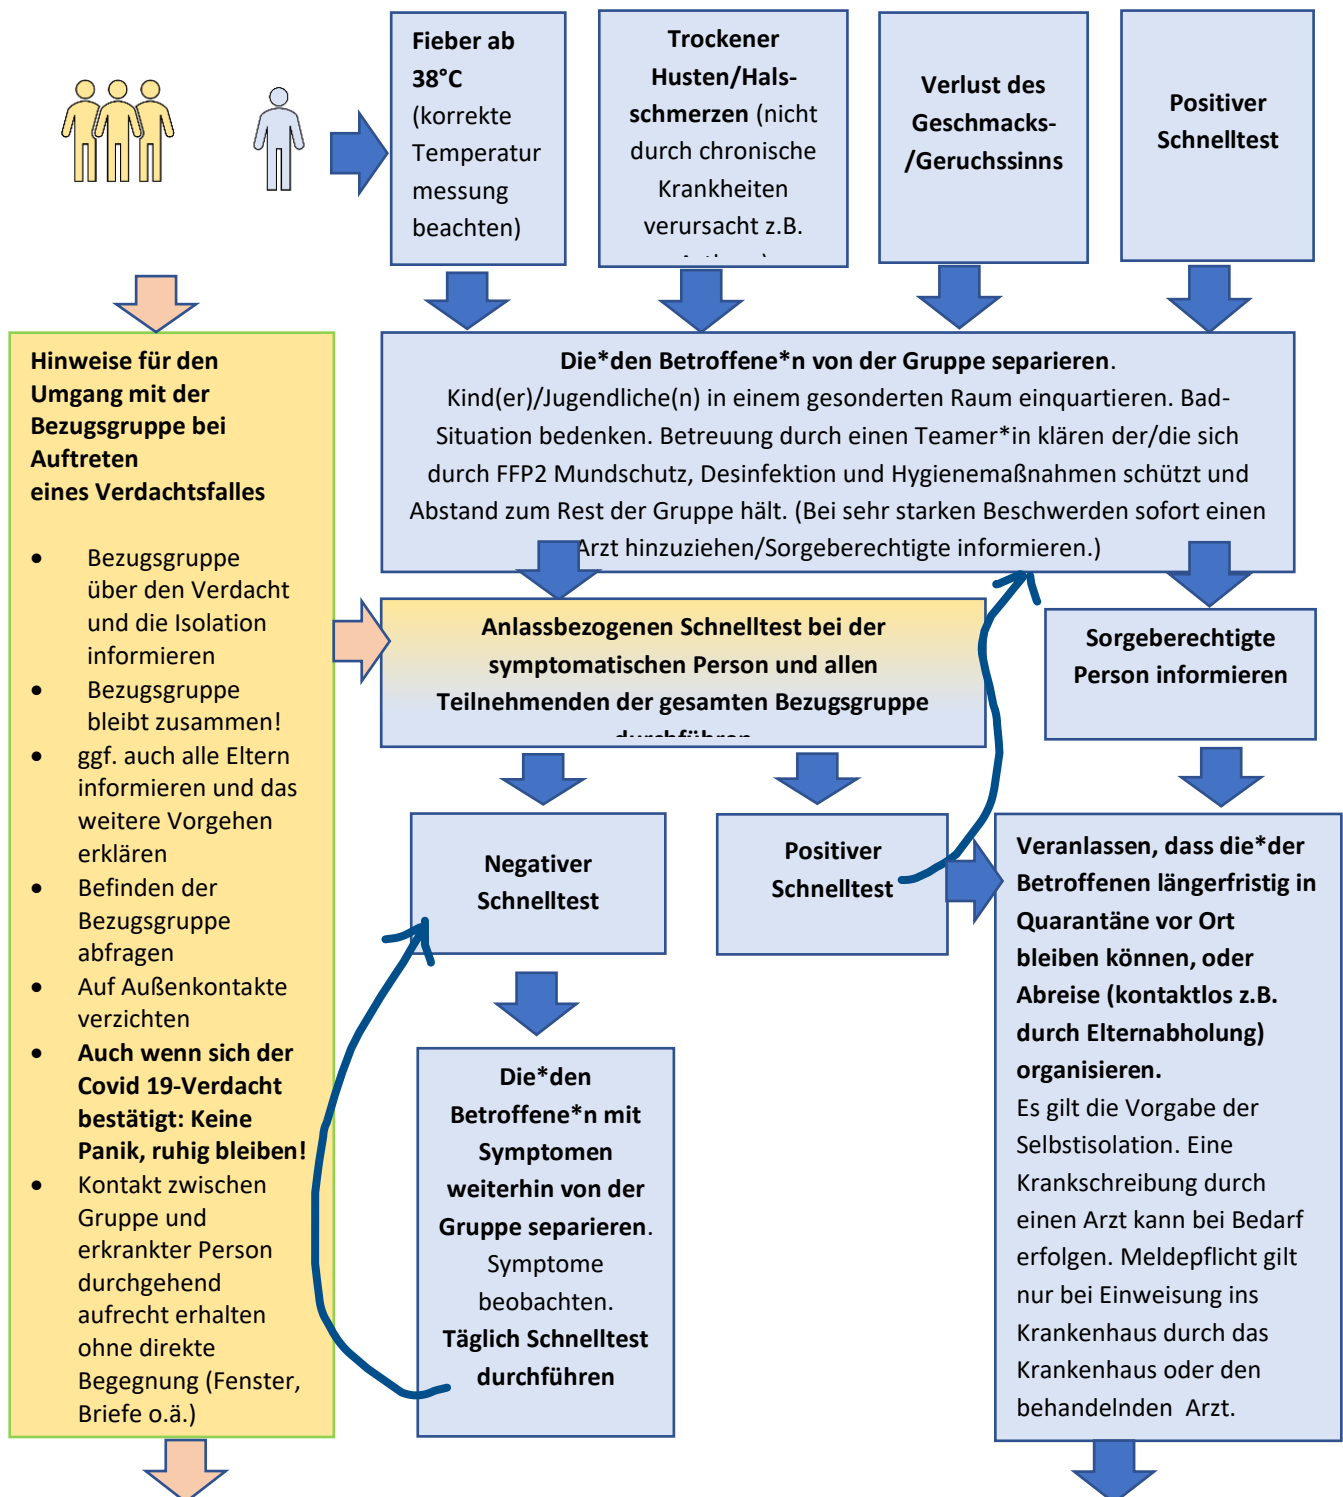 Fieber ab
38°C
(korrekte
Temperatur
messung
beachten)
Trockener
Husten/Hals-
schmerzen (nicht
durch chronische
Krankheiten
verursacht z.B.
Verlust des
Geschmacks-
/Geruchssinns
Positiver
Schnelltest
Hinweise für den
Umgang mit der
Bezugsgruppe bei
Auftreten
eines Verdachtsfalles
• Bezugsgruppe
über den Verdacht
und die Isolation
informieren
• Bezugsgruppe
bleibt zusammen!
• ggf. auch alle Eltern
informieren und das
weitere Vorgehen
erklären
• Befinden der
Bezugsgruppe
abfragen
• Auf Außenkontakte
verzichten
• Auch wenn sich der
Covid 19-Verdacht
bestätigt: Keine
Panik, ruhig bleiben!
• Kontakt zwischen
Gruppe und
erkrankter Person
durchgehend
aufrecht erhalten
ohne direkte
Begegnung (Fenster,
Briefe o.ä.)
Die*den Betroffene*n von der Gruppe separieren.
Kind(er)/Jugendliche(n) in einem gesonderten Raum einquartieren. Bad-
Situation bedenken. Betreuung durch einen Teamer*in klären der/die sich
durch FFP2 Mundschutz, Desinfektion und Hygienemaßnahmen schützt und
Abstand zum Rest der Gruppe hält. (Bei sehr starken Beschwerden sofort einen
Arzt hinzuziehen/Sorgeberechtigte informieren.)
Anlassbezogenen Schnelltest bei der
symptomatischen Person und allen
Teilnehmenden der gesamten Bezugsgruppe
durchführen
Sorgeberechtigte
Person informieren
Negativer
Schnelltest
Positiver
Schnelltest
Die*den
Betroffene*n mit
Symptomen
weiterhin von der
Gruppe separieren.
Symptome
beobachten.
Täglich Schnelltest
durchführen
Veranlassen, dass die*der
Betroffenen längerfristig in
Quarantäne vor Ort
bleiben können, oder
Abreise (kontaktlos z.B.
durch Elternabholung)
organisieren.
Es gilt die Vorgabe der
Selbstisolation. Eine
Krankschreibung durch
einen Arzt kann bei Bedarf
erfolgen. Meldepflicht gilt
nur bei Einweisung ins
Krankenhaus durch das
Krankenhaus oder den
behandelnden Arzt.